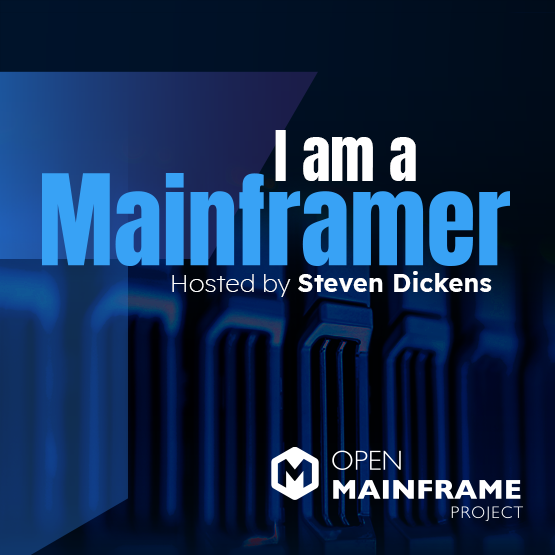 I am a
Mainframer
Hosted by Steven Dickens
OPEN
MAINFRAME
PROJECT